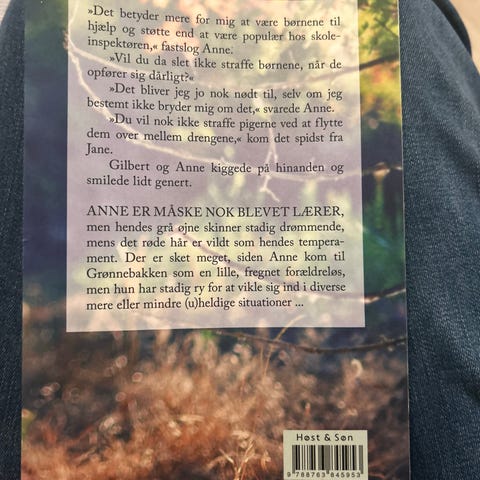 »Det betyder mere for mig at være børnene til
hjælp og støtte end at være populær hos skole-
inspektøren,« fastslog Anne.
»Vil du da slet ikke straffe børnene, når de
opfører sig dårligt?«
»Det bliver jeg jo nok nødt til, selv om jeg
bestemt ikke bryder mig om det,« svarede Anne.
»Du vil nok ikke straffe pigerne ved at flytte
dem over mellem drengene,« kom det spidst fra
Jane.
Gilbert og Anne kiggede på hinanden og
smilede lidt genert.
ANNE ER MÅSKE NOK BLEVET LÆRER,
men hendes grå øjne skinner stadig drømmende,
mens det røde hår er vildt som hendes tempera-
ment. Der er sket meget, siden Anne kom til
Grønnebakken som en lille, fregnet forældreløs,
men hun har stadig ry for at vikle sig ind i diverse
mere eller mindre (u)heldige situationer ...
Høst & Søn
9 788763 845953